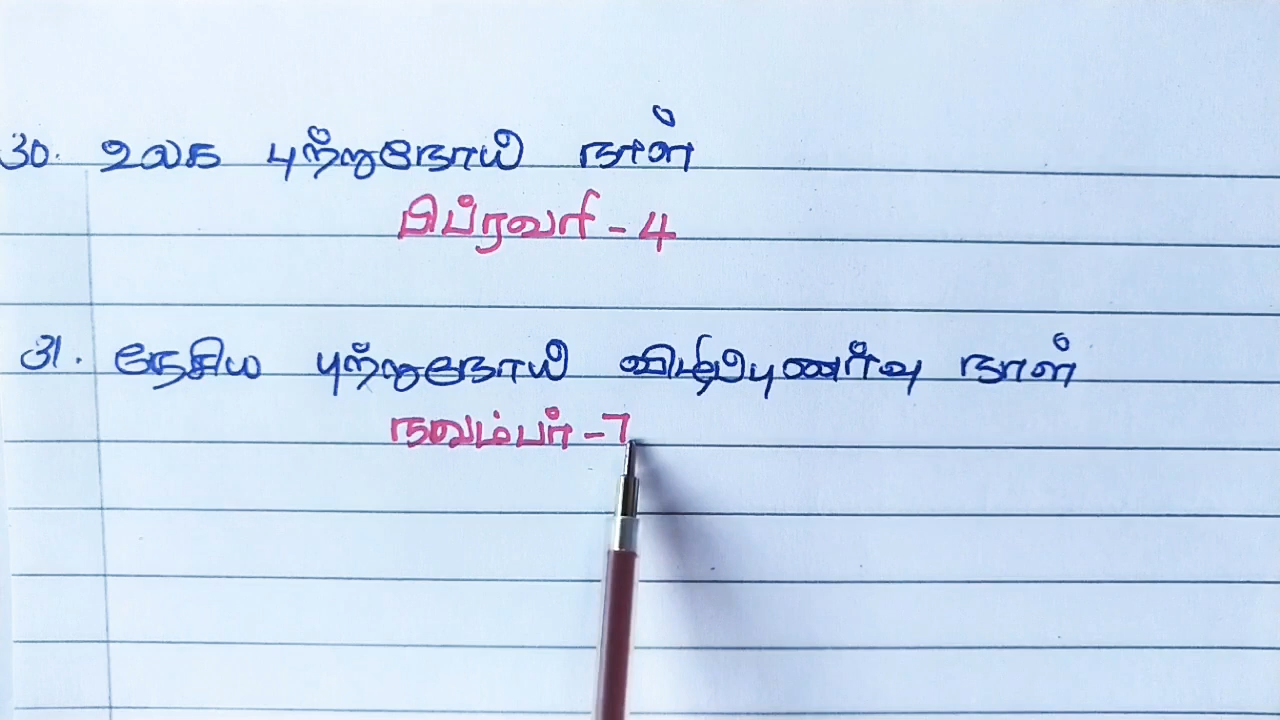 30. உலக புற்றுநோய் நாள்
பிப்ரவரி - 4
31. தேசிய புற்றுநோய் விழிப்புணர்வு நாள்
நவம்பர் - 7